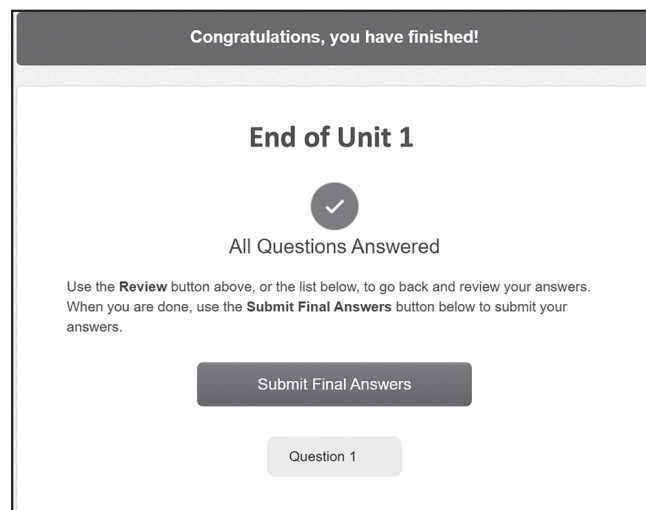 Congratulations, you have finished!
End of Unit 1
All Questions Answered
Use the Review button above, or the list below, to go back and review your answers.
When you are done, use the Submit Final Answers button below to submit your
answers.
Submit Final Answers
Question 1